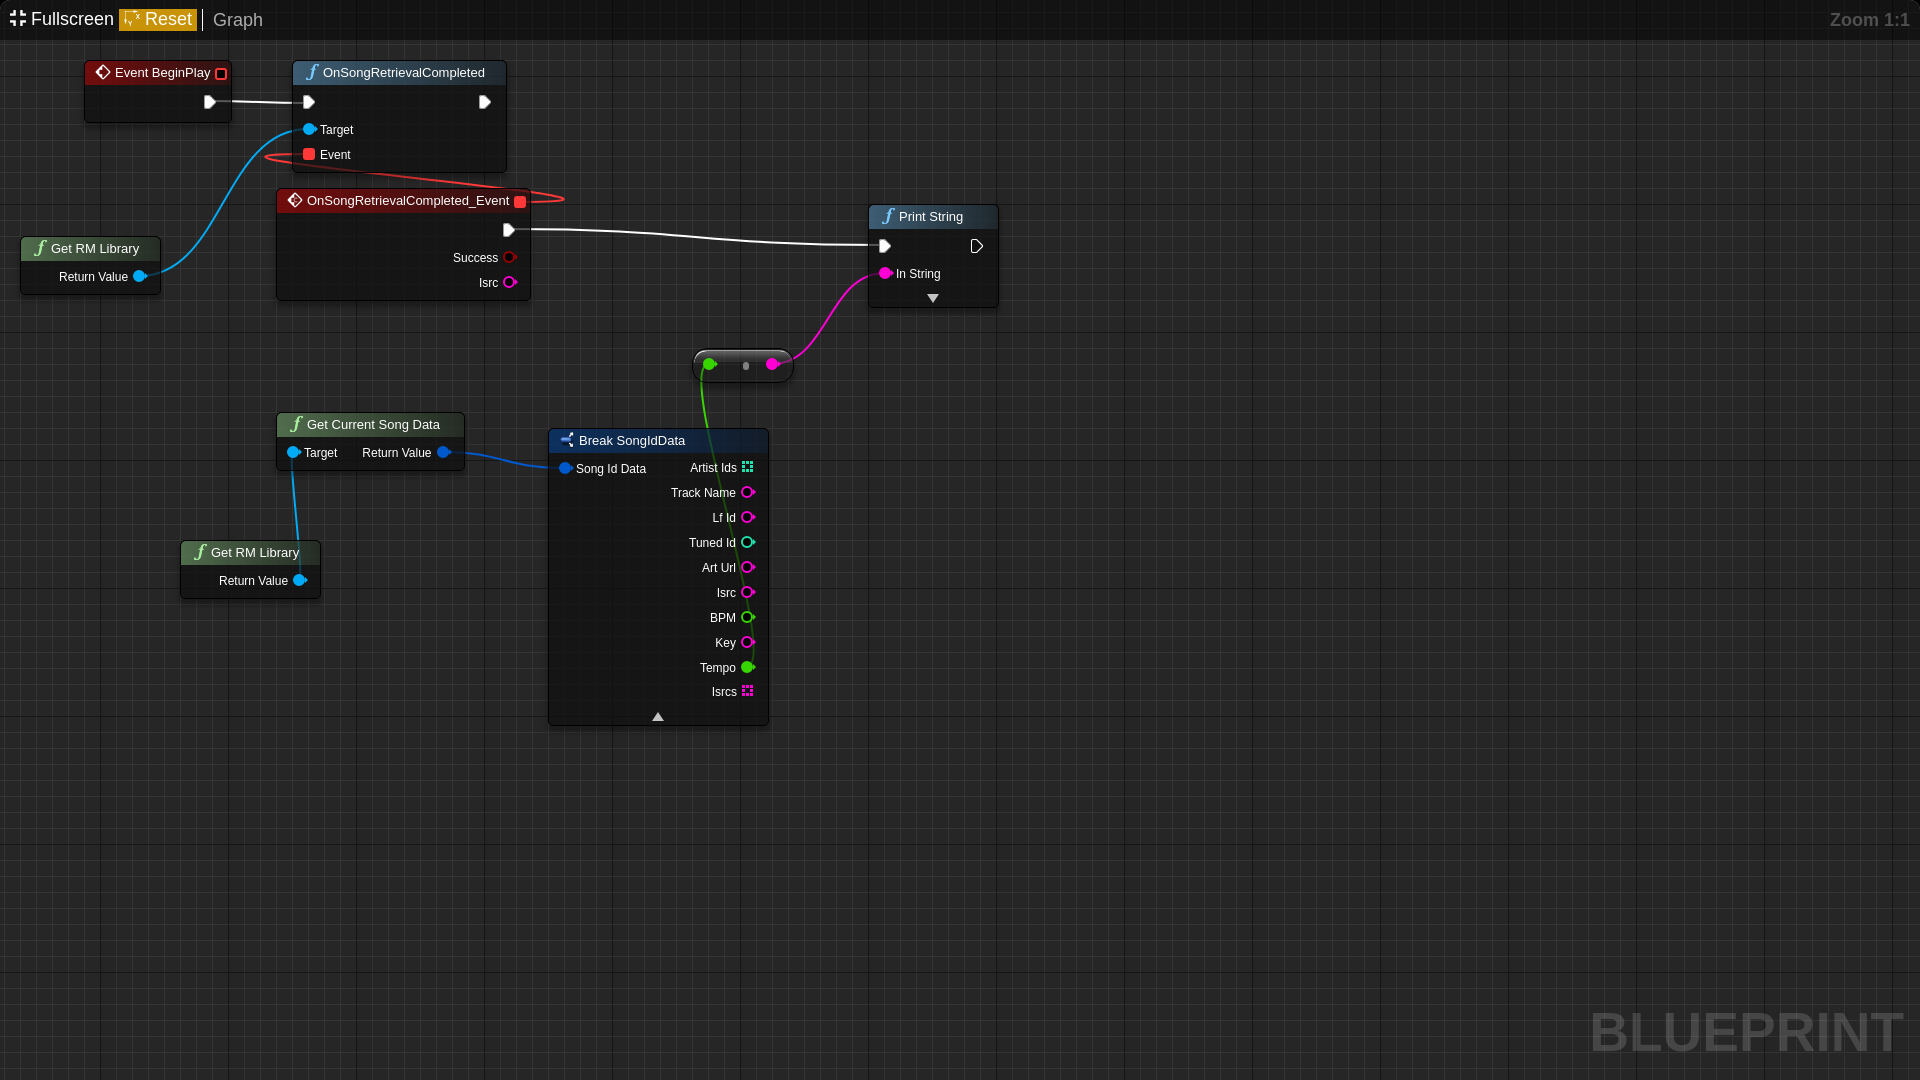 Fullscreen Reset Graph Zoom 1:1
Event BeginPlay
OnSongRetrievalCompleted
Target
Event
OnSongRetrievalCompleted_Event
Success
Isrc
Get RM Library
Return Value
Print String
In String
Get Current Song Data
Target Return Value
Get RM Library
Return Value
Break SongIdData
Song Id Data Artist Ids
Track Name
Lf Id
Tuned Id
Art Url
Isrc
BPM
Key
Tempo
Isrcs
BLUEPRINT